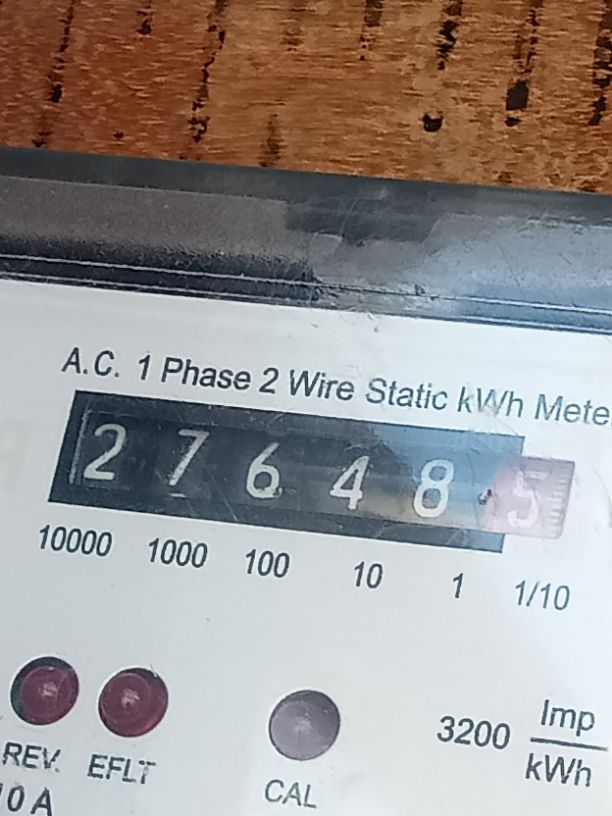 A.C. 1 Phase 2 Wire Static kWh Mete
2 7 6 4 8 5
10000 1000 100 10 1 1/10
3200 Imp/kWh
REV. EFLT CAL
0 A